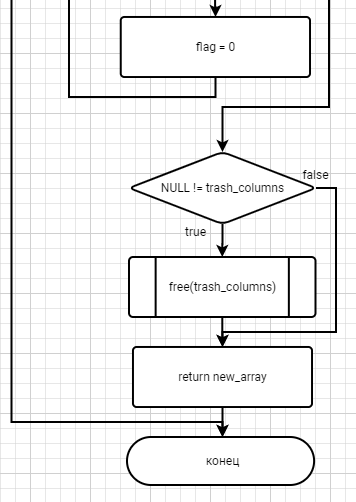 flag = 0
NULL != trash_columns
false
true
free(trash_columns)
return new_array
конец